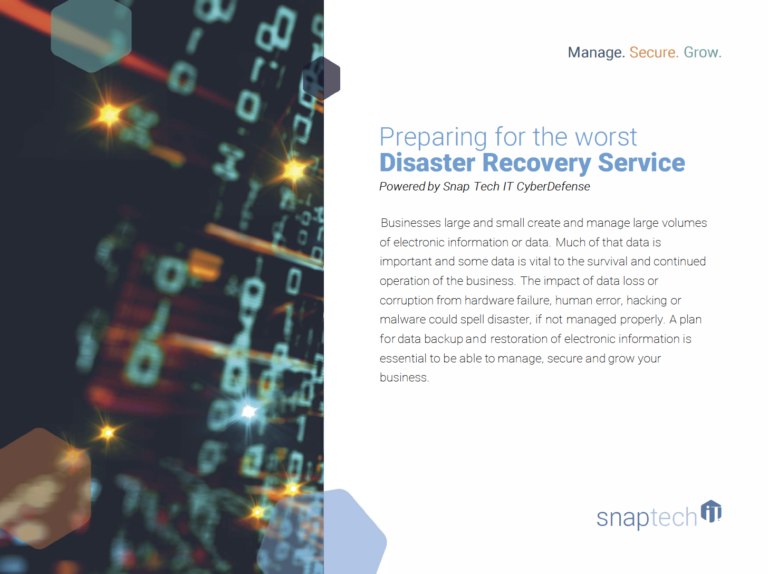 Manage. Secure. Grow.
Preparing for the worst
Disaster Recovery Service
Powered by Snap Tech IT CyberDefense
Businesses large and small create and manage large volumes
of electronic information or data. Much of that data is
important and some data is vital to the survival and continued
operation of the business. The impact of data loss or
corruption from hardware failure, human error, hacking or
malware could spell disaster, if not managed properly. A plan
for data backup and restoration of electronic information is
essential to be able to manage, secure and grow your
business.
snaptech it